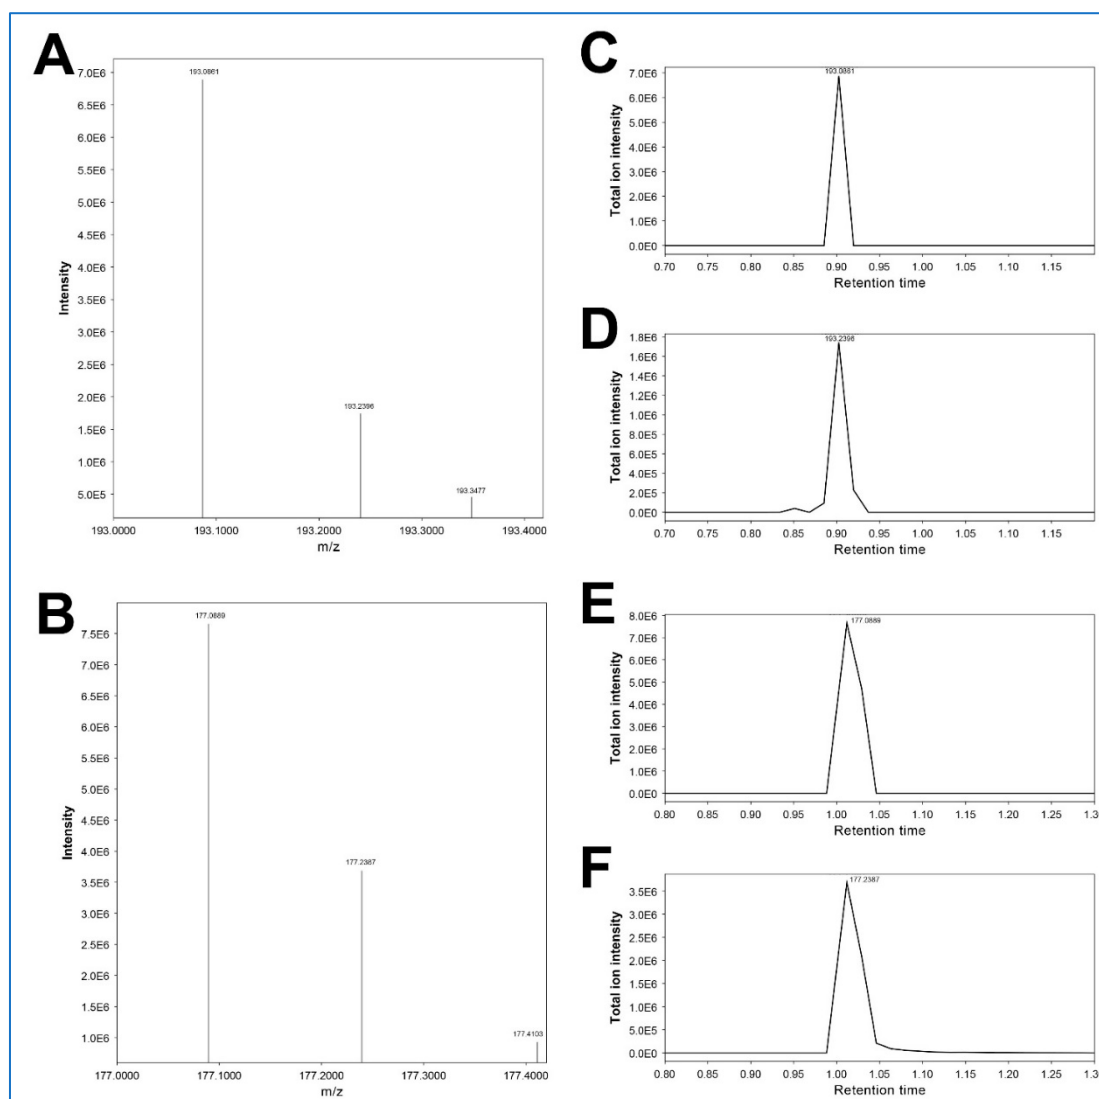 A
Intensity
7.0E6
6.5E6
6.0E6
5.5E6
5.0E6
4.5E6
4.0E6
3.5E6
3.0E6
2.5E6
2.0E6
1.5E6
1.0E6
5.0E5
193.0861
193.2396
193.3477
193.0000 193.1000 193.2000 193.3000 193.4000
m/z
B
Intensity
7.5E6
7.0E6
6.5E6
6.0E6
5.5E6
5.0E6
4.5E6
4.0E6
3.5E6
3.0E6
2.5E6
2.0E6
1.5E6
1.0E6
177.0889
177.2387
177.4103
177.0000 177.1000 177.2000 177.3000 177.4000
m/z
C
Total ion intensity
7.0E6
6.0E6
5.0E6
4.0E6
3.0E6
2.0E6
1.0E6
0.0E0
193.0861
0.70 0.75 0.80 0.85 0.90 0.95 1.00 1.05 1.10 1.15
Retention time
D
Total ion intensity
1.8E6
1.6E6
1.4E6
1.2E6
1.0E6
8.0E5
6.0E5
4.0E5
2.0E5
0.0E0
193.2396
0.70 0.75 0.80 0.85 0.90 0.95 1.00 1.05 1.10 1.15
Retention time
E
Total ion intensity
8.0E6
7.0E6
6.0E6
5.0E6
4.0E6
3.0E6
2.0E6
1.0E6
0.0E0
177.0889
0.80 0.85 0.90 0.95 1.00 1.05 1.10 1.15 1.20 1.25 1.3
Retention time
F
Total ion intensity
3.5E6
3.0E6
2.5E6
2.0E6
1.5E6
1.0E6
5.0E5
0.0E0
177.2387
0.80 0.85 0.90 0.95 1.00 1.05 1.10 1.15 1.20 1.25 1.3
Retention time